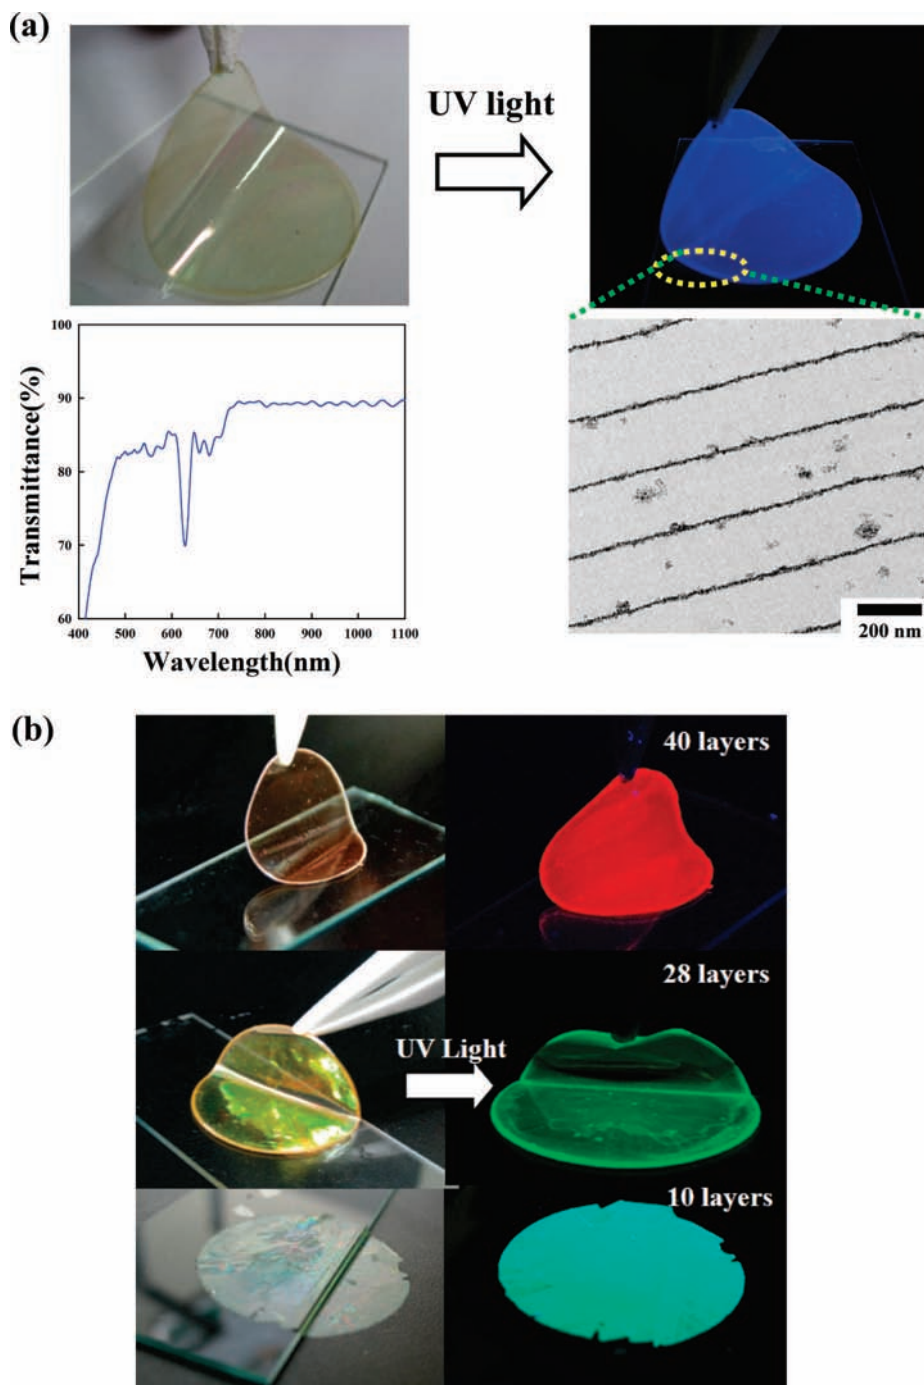 (a)
UV light
100
90
80
70
60
Transmittance(%)
400 500 600 700 800 900 1000 1100
Wavelength(nm)
200 nm
(b)
40 layers
28 layers
UV Light
10 layers